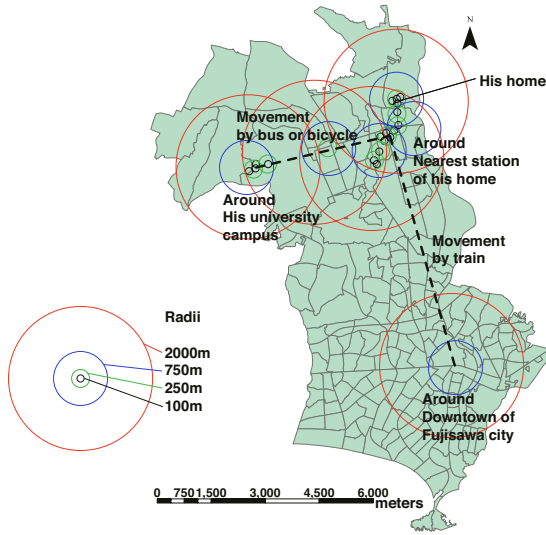 N
His home
Movement
by bus or bicycle
Around
Nearest station
of his home
Around
His university
campus
Movement
by train
Radii
2000m
750m
250m
100m
Around
Downtown of
Fujisawa city
0 750 1,500 3,000 4,500 6,000
meters